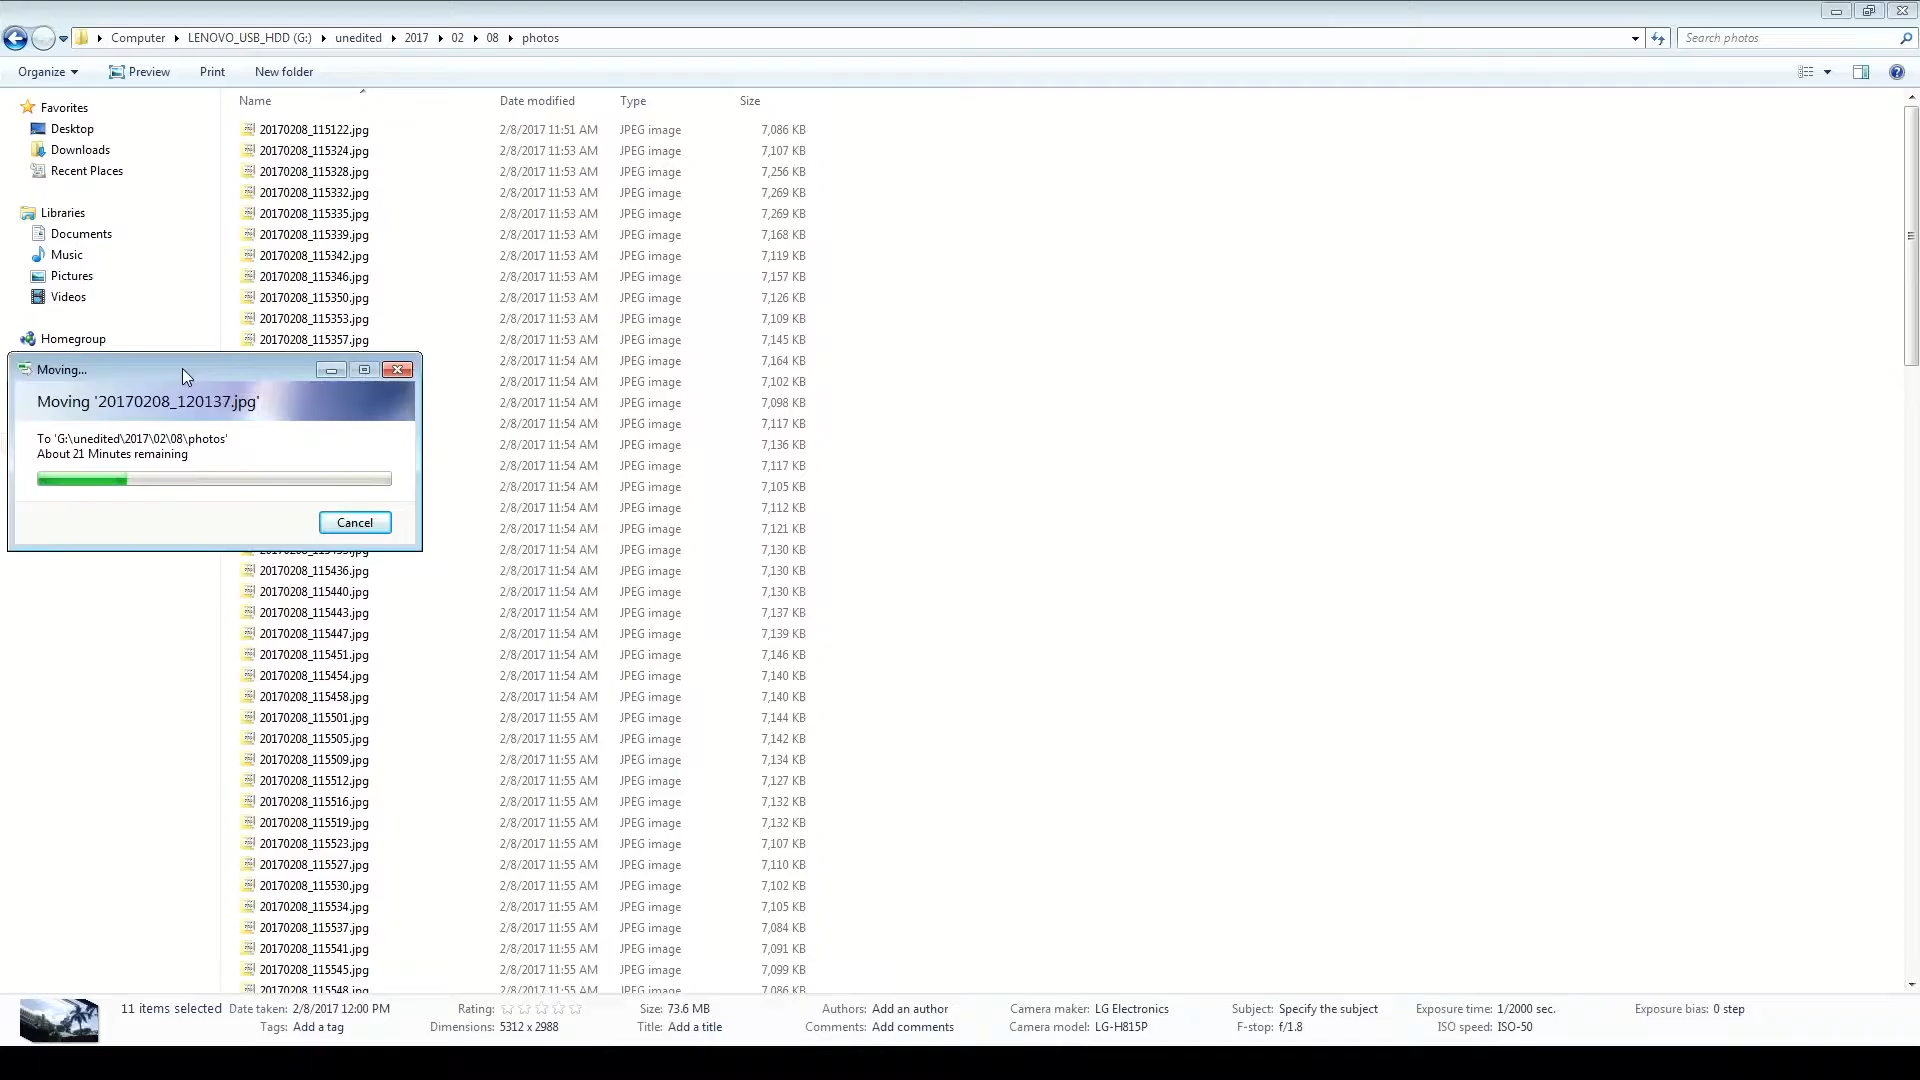 Computer LENOVO_USB_HDD (G:) unedited 2017 02 08 photos
Search photos
Organize Preview Print New folder
Name Date modified Type Size
Favorites
Desktop
Downloads
Recent Places
Libraries
Documents
Music
Pictures
Videos
Homegroup
20170208_115122.jpg 2/8/2017 11:51 AM JPEG image 7,086 KB
20170208_115324.jpg 2/8/2017 11:53 AM JPEG image 7,107 KB
20170208_115328.jpg 2/8/2017 11:53 AM JPEG image 7,256 KB
20170208_115332.jpg 2/8/2017 11:53 AM JPEG image 7,269 KB
20170208_115335.jpg 2/8/2017 11:53 AM JPEG image 7,269 KB
20170208_115339.jpg 2/8/2017 11:53 AM JPEG image 7,168 KB
20170208_115342.jpg 2/8/2017 11:53 AM JPEG image 7,119 KB
20170208_115346.jpg 2/8/2017 11:53 AM JPEG image 7,157 KB
20170208_115350.jpg 2/8/2017 11:53 AM JPEG image 7,126 KB
20170208_115353.jpg 2/8/2017 11:53 AM JPEG image 7,109 KB
20170208_115357.jpg 2/8/2017 11:53 AM JPEG image 7,145 KB
2/8/2017 11:54 AM JPEG image 7,164 KB
2/8/2017 11:54 AM JPEG image 7,102 KB
2/8/2017 11:54 AM JPEG image 7,098 KB
2/8/2017 11:54 AM JPEG image 7,117 KB
2/8/2017 11:54 AM JPEG image 7,136 KB
2/8/2017 11:54 AM JPEG image 7,117 KB
2/8/2017 11:54 AM JPEG image 7,105 KB
2/8/2017 11:54 AM JPEG image 7,112 KB
2/8/2017 11:54 AM JPEG image 7,121 KB
2/8/2017 11:54 AM JPEG image 7,130 KB
20170208_115436.jpg 2/8/2017 11:54 AM JPEG image 7,130 KB
20170208_115440.jpg 2/8/2017 11:54 AM JPEG image 7,130 KB
20170208_115443.jpg 2/8/2017 11:54 AM JPEG image 7,137 KB
20170208_115447.jpg 2/8/2017 11:54 AM JPEG image 7,139 KB
20170208_115451.jpg 2/8/2017 11:54 AM JPEG image 7,146 KB
20170208_115454.jpg 2/8/2017 11:54 AM JPEG image 7,140 KB
20170208_115458.jpg 2/8/2017 11:54 AM JPEG image 7,140 KB
20170208_115501.jpg 2/8/2017 11:55 AM JPEG image 7,144 KB
20170208_115505.jpg 2/8/2017 11:55 AM JPEG image 7,142 KB
20170208_115509.jpg 2/8/2017 11:55 AM JPEG image 7,134 KB
20170208_115512.jpg 2/8/2017 11:55 AM JPEG image 7,127 KB
20170208_115516.jpg 2/8/2017 11:55 AM JPEG image 7,132 KB
20170208_115519.jpg 2/8/2017 11:55 AM JPEG image 7,132 KB
20170208_115523.jpg 2/8/2017 11:55 AM JPEG image 7,107 KB
20170208_115527.jpg 2/8/2017 11:55 AM JPEG image 7,110 KB
20170208_115530.jpg 2/8/2017 11:55 AM JPEG image 7,102 KB
20170208_115534.jpg 2/8/2017 11:55 AM JPEG image 7,105 KB
20170208_115537.jpg 2/8/2017 11:55 AM JPEG image 7,084 KB
20170208_115541.jpg 2/8/2017 11:55 AM JPEG image 7,091 KB
20170208_115545.jpg 2/8/2017 11:55 AM JPEG image 7,099 KB
20170208_115548.jpg 2/8/2017 11:55 AM JPEG image 7,086 KB
Moving...
Moving '20170208_120137.jpg'
To 'G:\unedited\2017\02\08\photos'
About 21 Minutes remaining
Cancel
11 items selected Date taken: 2/8/2017 12:00 PM Rating: Size: 73.6 MB Authors: Add an author Camera maker: LG Electronics Subject: Specify the subject Exposure time: 1/2000 sec. Exposure bias: 0 step
Tags: Add a tag Dimensions: 5312 x 2988 Title: Add a title Comments: Add comments Camera model: LG-H815P F-stop: f/1.8 ISO speed: ISO-50